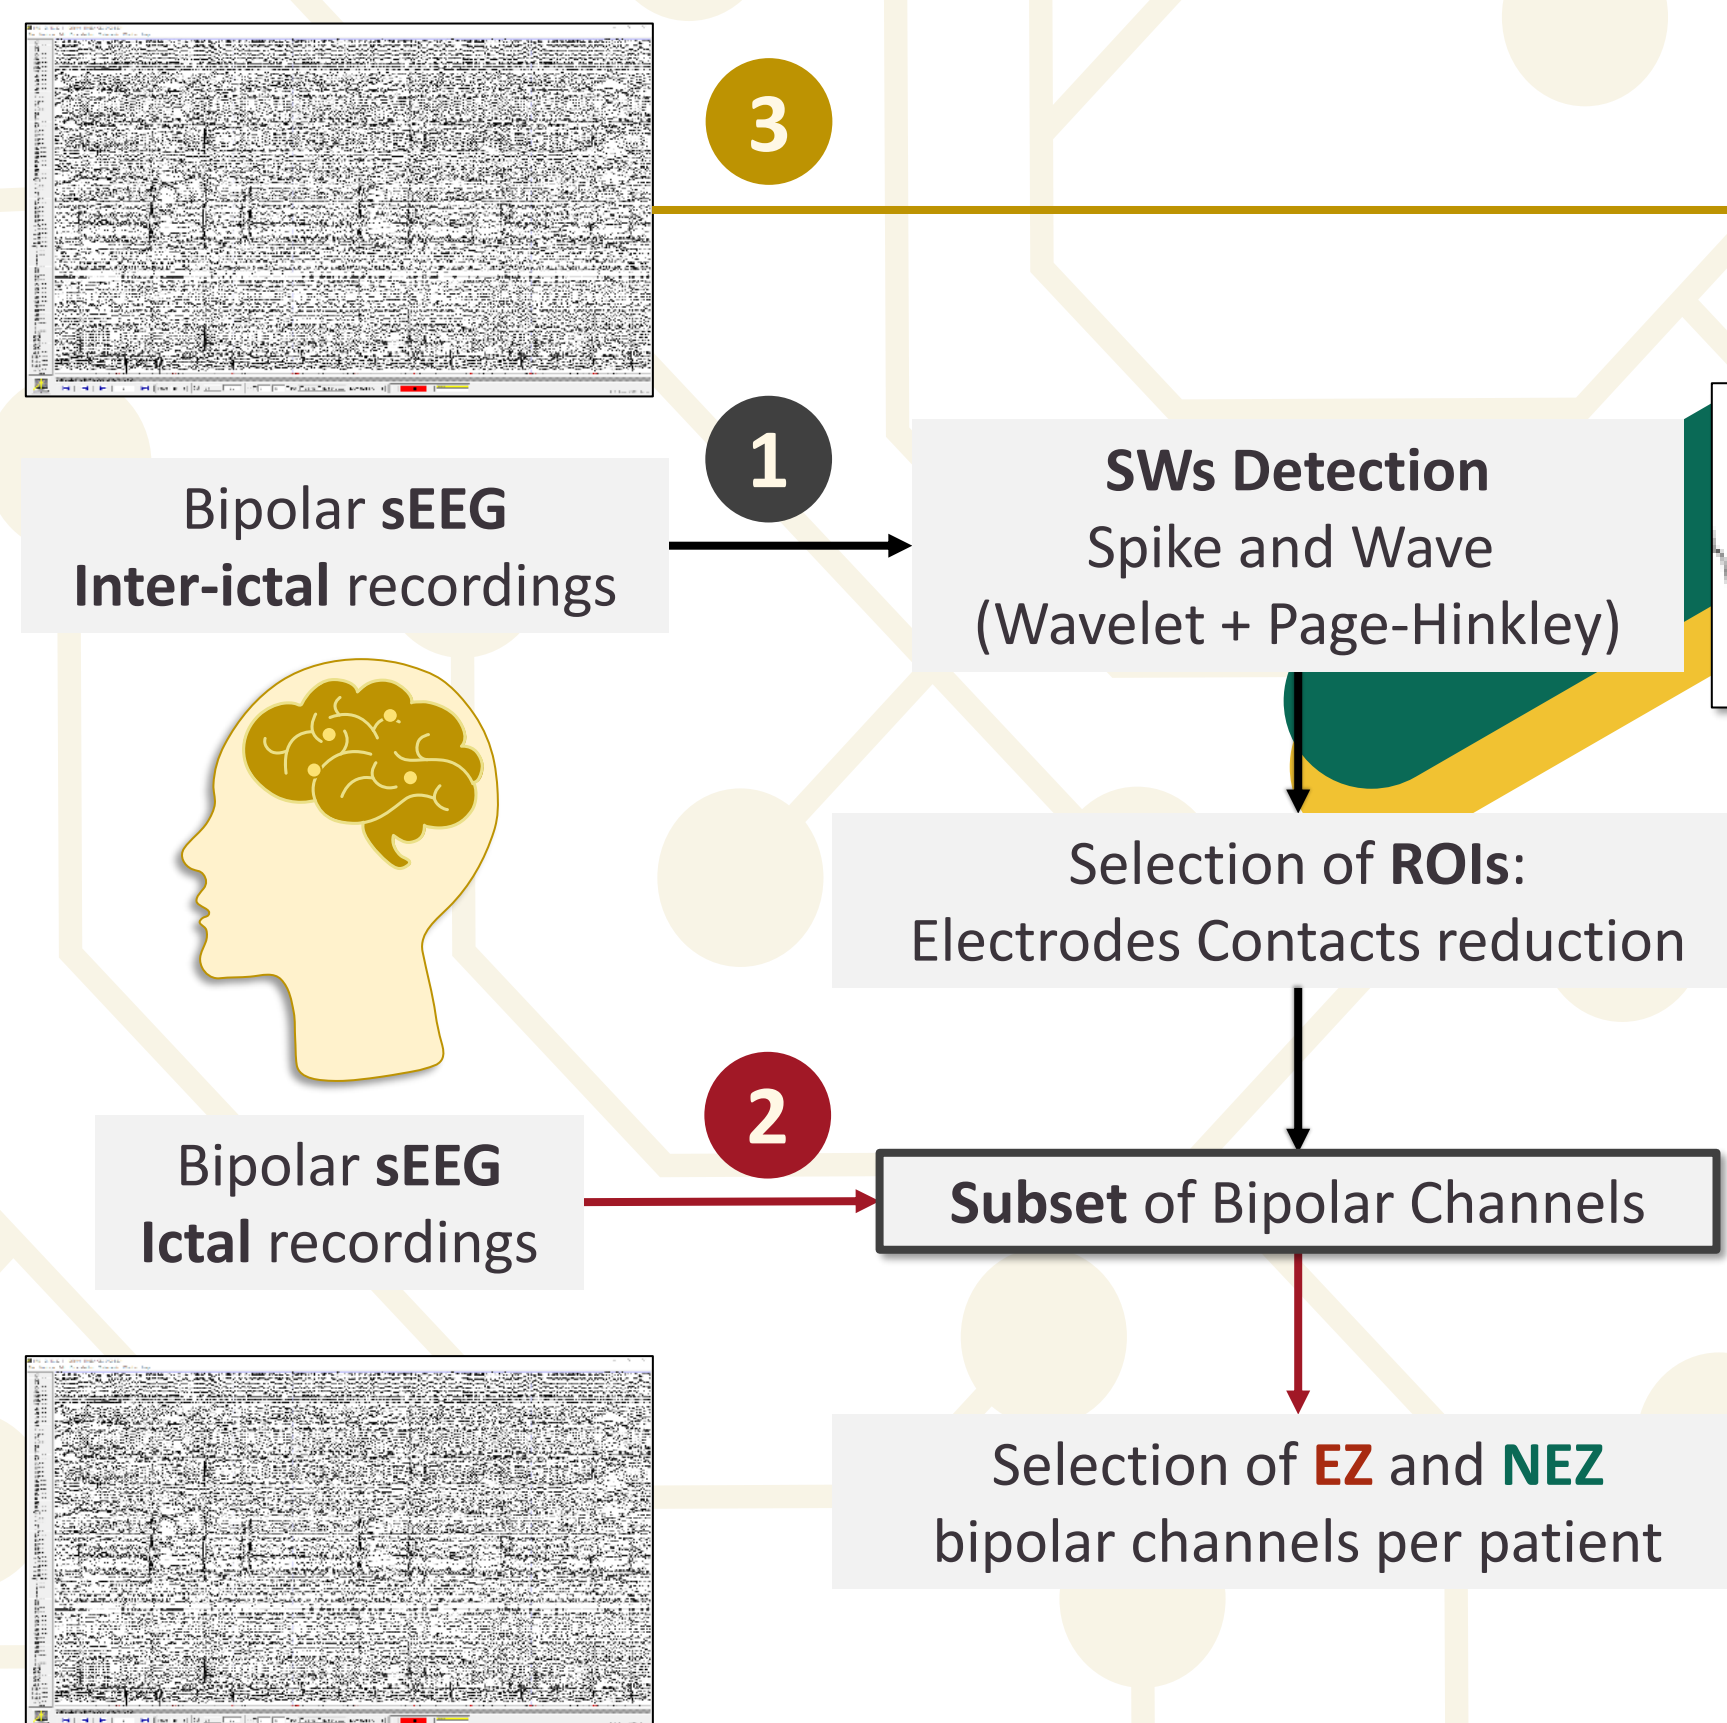 3
1
Bipolar sEEG
Inter-ictal recordings
SWs Detection
Spike and Wave
(Wavelet + Page-Hinkley)
Selection of ROIs:
Electrodes Contacts reduction
2
Bipolar sEEG
Ictal recordings
Subset of Bipolar Channels
Selection of EZ and NEZ
bipolar channels per patient